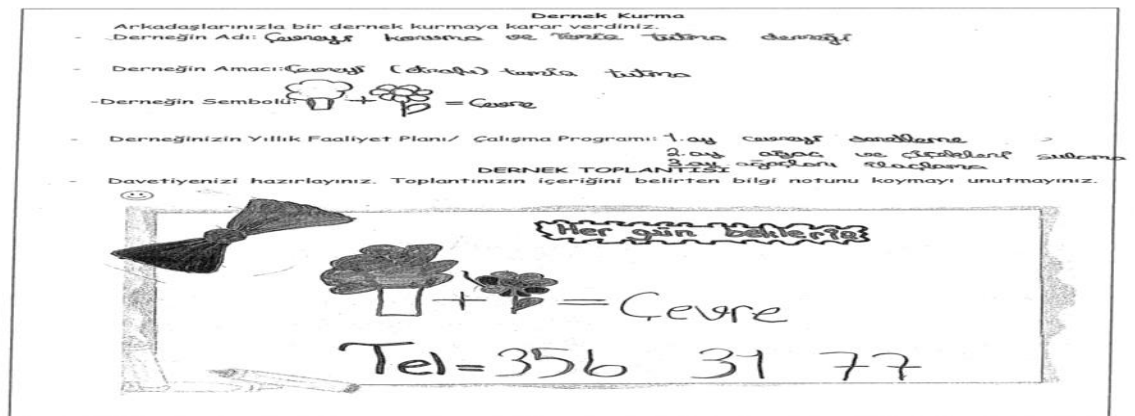 Dernek Kurma
Arkadaşlarınızla bir dernek kurmaya karar verdiniz.
- Derneğin Adı: Çevreyi koruma ve temiz tutma derneği
- Derneğin Amacı: Çevreyi (etrafı) temiz tutma
-Derneğin Sembolü: + = Çevre
- Derneğinizin Yıllık Faaliyet Planı/ Çalışma Programı: 1. ay çevreyi
2. ay ağaç ve çiçekleri sulama
3. ay ağaçları ilaçlama
DERNEK TOPLANTISI
- Davetiyenizi hazırlayınız. Toplantınızın içeriğini belirten bilgi notunu koymayı unutmayınız.
Her gün bekleriz
+ = Çevre
Tel = 356 31 77